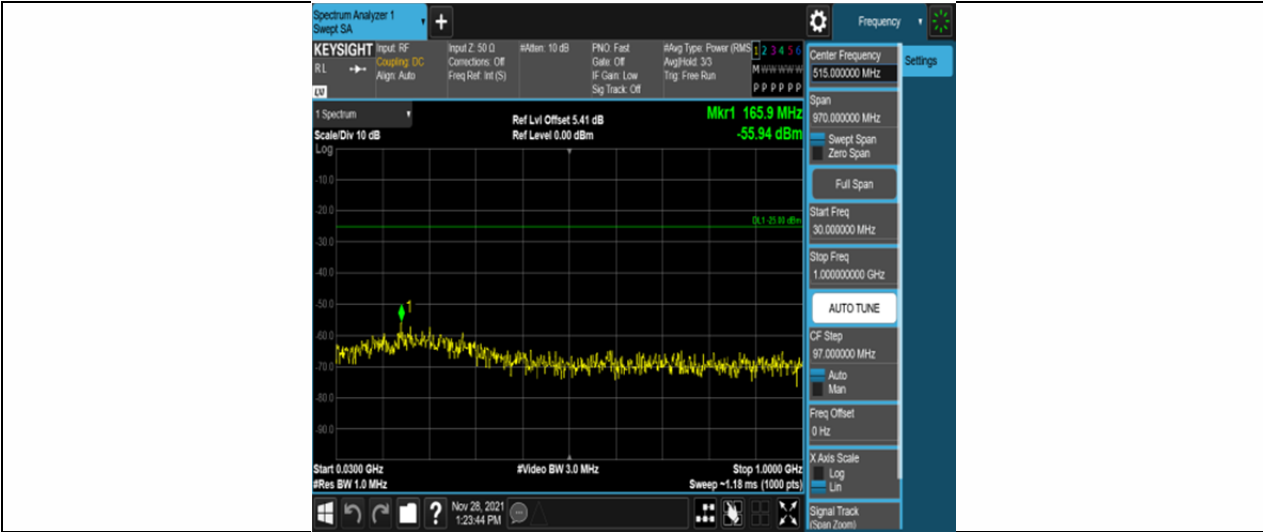 Spectrum Analyzer 1
Swept SA
+
Frequency
KEYSIGHT
Input: RF
Coupling: DC
Align: Auto
Input Z: 50 Ω
Corrections: Off
Freq Ref: Int (S)
#Atten: 10 dB
PNO: Fast
Gate: Off
IF Gain: Low
Sig Track: Off
#Avg Type: Power (RMS
Avg|Hold: 3/3
Trig: Free Run
1 2 3 4 5 6
M W W W W W
P P P P P P
RL
LV
1 Spectrum
Scale/Div 10 dB
Log
Ref Lvl Offset 5.41 dB
Ref Level 0.00 dBm
Mkr1 165.9 MHz
-55.94 dBm
-10.0
-20.0
DL1 -25.00 dBm
-30.0
-40.0
-50.0
1
-60.0
-70.0
-80.0
-90.0
Start 0.0300 GHz
#Res BW 1.0 MHz
#Video BW 3.0 MHz
Stop 1.0000 GHz
Sweep ~1.18 ms (1000 pts)
Center Frequency
515.000000 MHz
Settings
Span
970.000000 MHz
Swept Span
Zero Span
Full Span
Start Freq
30.000000 MHz
Stop Freq
1.000000000 GHz
AUTO TUNE
CF Step
97.000000 MHz
Auto
Man
Freq Offset
0 Hz
X Axis Scale
Log
Lin
Signal Track
(Span Zoom)
?
Nov 28, 2021
1:23:44 PM